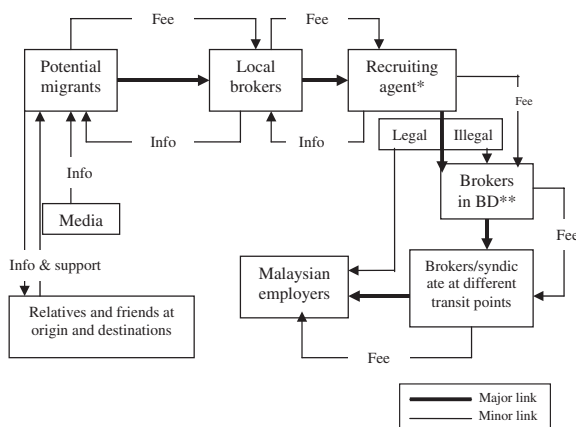 Fee
Fee
Potential
migrants
Local
brokers
Recruiting
agent*
Fee
Info
Info
Legal
Illegal
Info
Brokers
in BD**
Media
Fee
Info & support
Malaysian
employers
Brokers/syndic
ate at different
transit points
Relatives and friends at
origin and destinations
Fee
Major link
Minor link